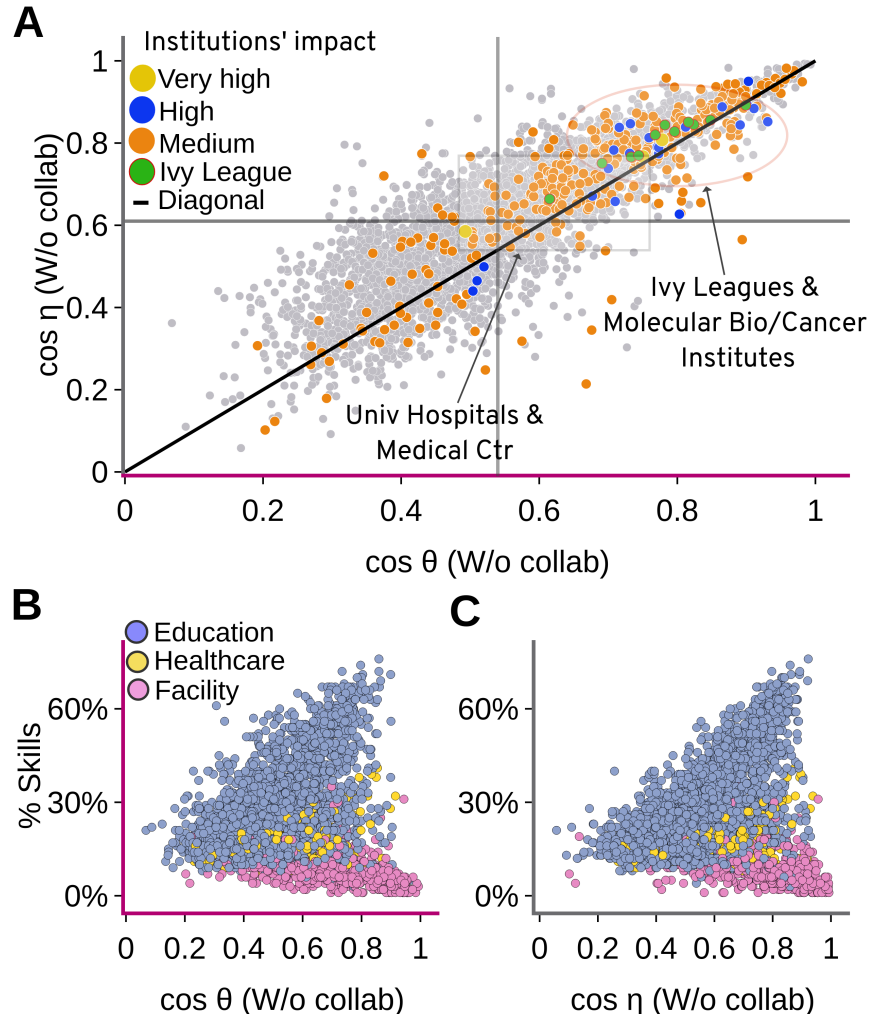 A
Institutions' impact
Very high
High
Medium
Ivy League
Diagonal
cos η (W/o collab)
1
0.8
0.6
0.4
0.2
0
Ivy Leagues &
Molecular Bio/Cancer
Institutes
Univ Hospitals &
Medical Ctr
0 0.2 0.4 0.6 0.8 1
cos θ (W/o collab)
B
Education
Healthcare
Facility
% Skills
60%
30%
0%
0 0.2 0.4 0.6 0.8 1
cos θ (W/o collab)
C
60%
30%
0%
0 0.2 0.4 0.6 0.8 1
cos η (W/o collab)